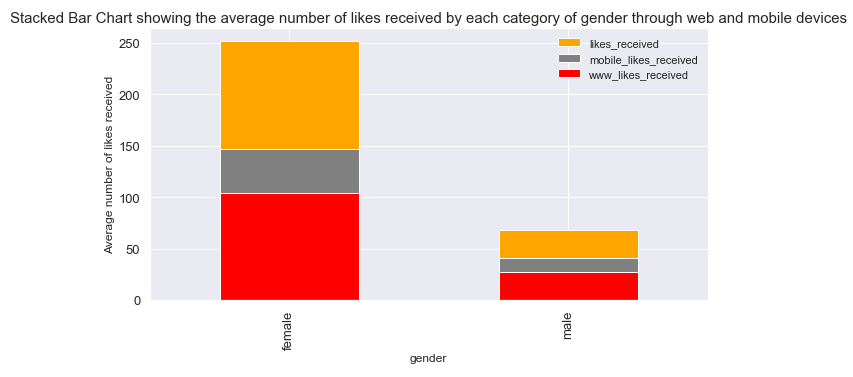 Stacked Bar Chart showing the average number of likes received by each category of gender through web and mobile devices
250
200
150
100
50
0
Average number of likes received
likes_received
mobile_likes_received
www_likes_received
female
male
gender